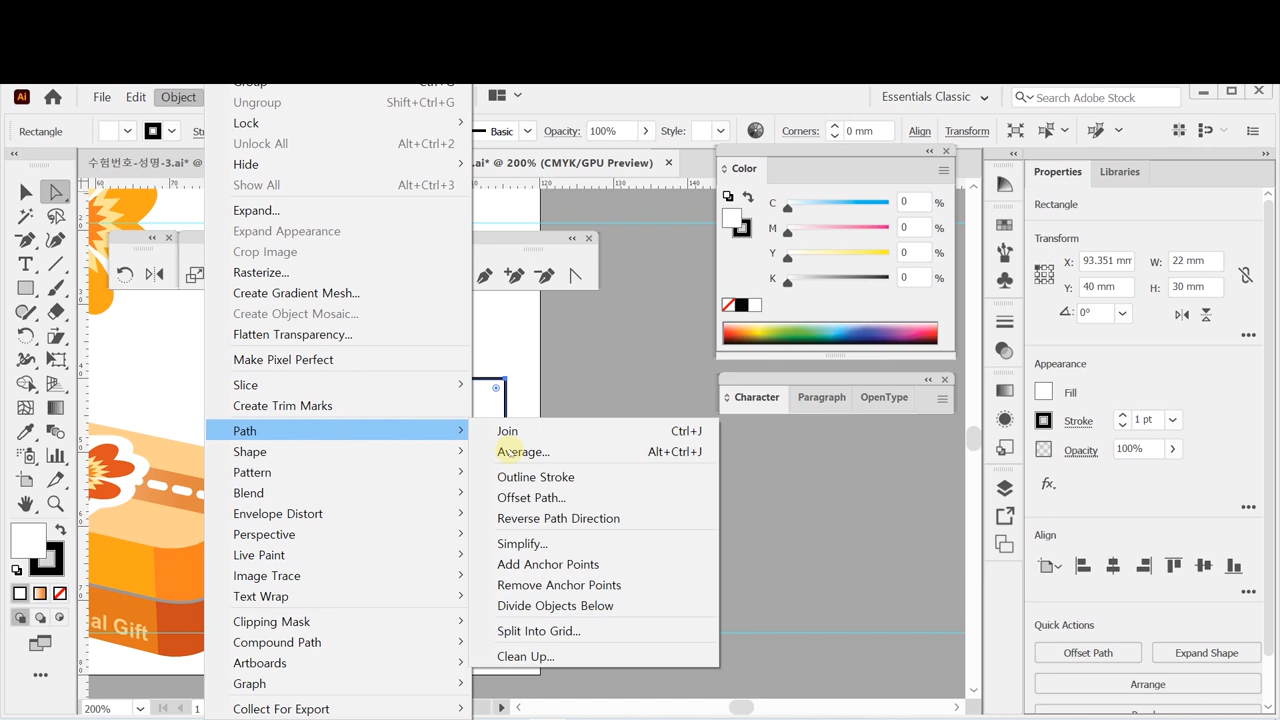 Ai File Edit Object Essentials Classic Search Adobe Stock
Rectangle Basic Opacity: 100% Style: Corners: 0 mm Align Transform
수험번호-성명-3.ai* @ .ai* @ 200% (CMYK/GPU Preview)
60 70 120 130 140
Ungroup Shift+Ctrl+G
Lock
Unlock All Alt+Ctrl+2
Hide
Show All Alt+Ctrl+3
Expand...
Expand Appearance
Crop Image
Rasterize...
Create Gradient Mesh...
Create Object Mosaic...
Flatten Transparency...
Make Pixel Perfect
Slice
Create Trim Marks
Path
Shape
Pattern
Blend
Envelope Distort
Perspective
Live Paint
Image Trace
Text Wrap
Clipping Mask
Compound Path
Artboards
Graph
Collect For Export
Join Ctrl+J
Average... Alt+Ctrl+J
Outline Stroke
Offset Path...
Reverse Path Direction
Simplify...
Add Anchor Points
Remove Anchor Points
Divide Objects Below
Split Into Grid...
Clean Up...
al Gift
200% 1
Color
C 0 %
M 0 %
Y 0 %
K 0 %
Character Paragraph OpenType
Properties Libraries
Rectangle
Transform
X: 93.351 mm W: 22 mm
Y: 40 mm H: 30 mm
0°
Appearance
Fill
Stroke 1 pt
Opacity 100%
fx.
Align
Quick Actions
Offset Path Expand Shape
Arrange